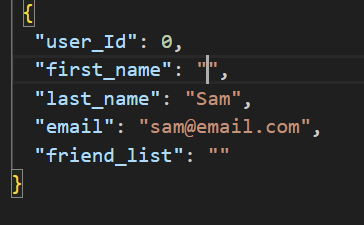 {
"user_Id": 0,
"first_name": "",
"last_name": "Sam",
"email": "sam@email.com",
"friend_list": ""
}